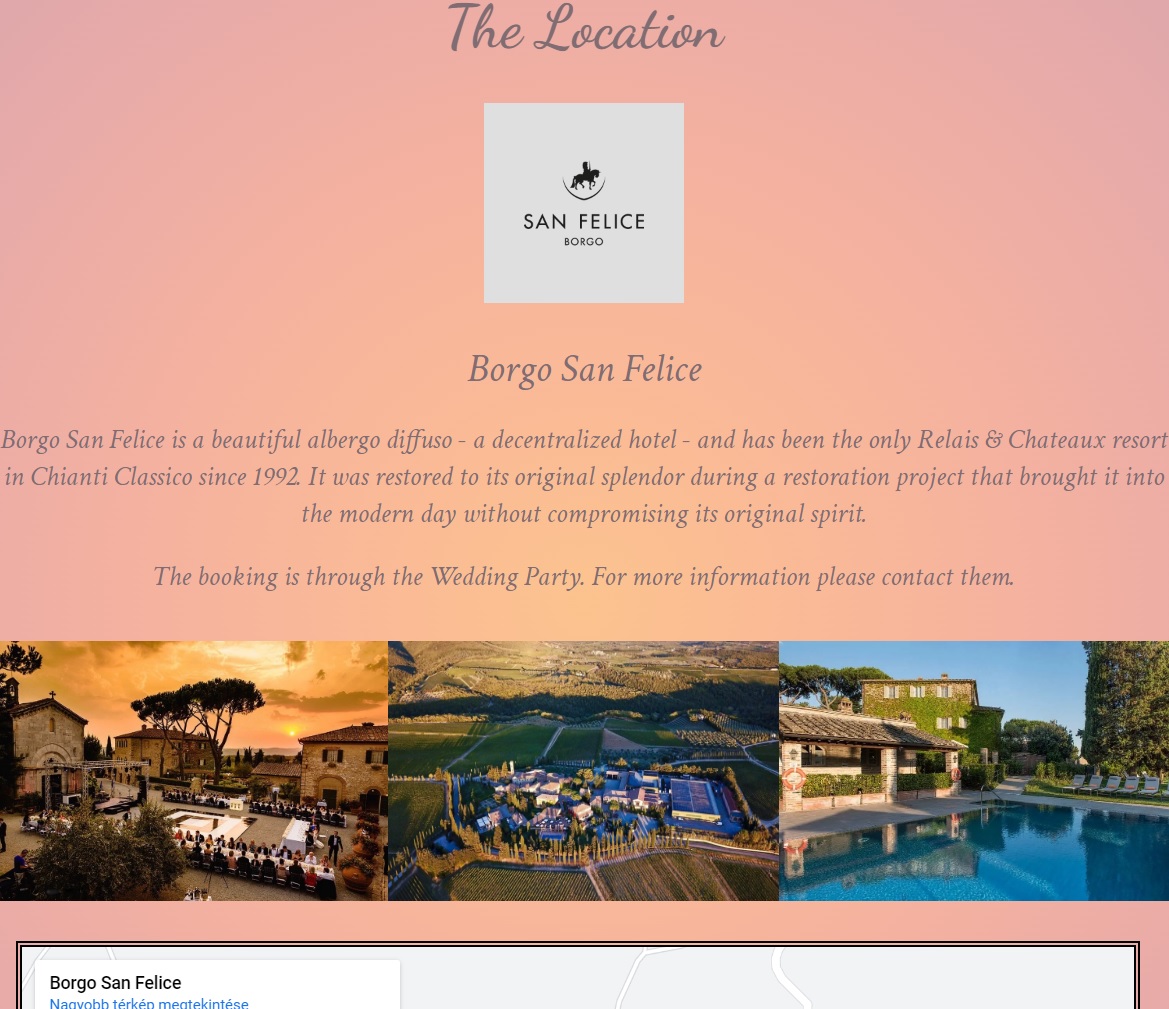 The Location
SAN FELICE
BORGO
Borgo San Felice
Borgo San Felice is a beautiful albergo diffuso - a decentralized hotel - and has been the only Relais & Chateaux resort
in Chianti Classico since 1992. It was restored to its original splendor during a restoration project that brought it into
the modern day without compromising its original spirit.
The booking is through the Wedding Party. For more information please contact them.
Borgo San Felice
Nagyobb térkép megtekintése